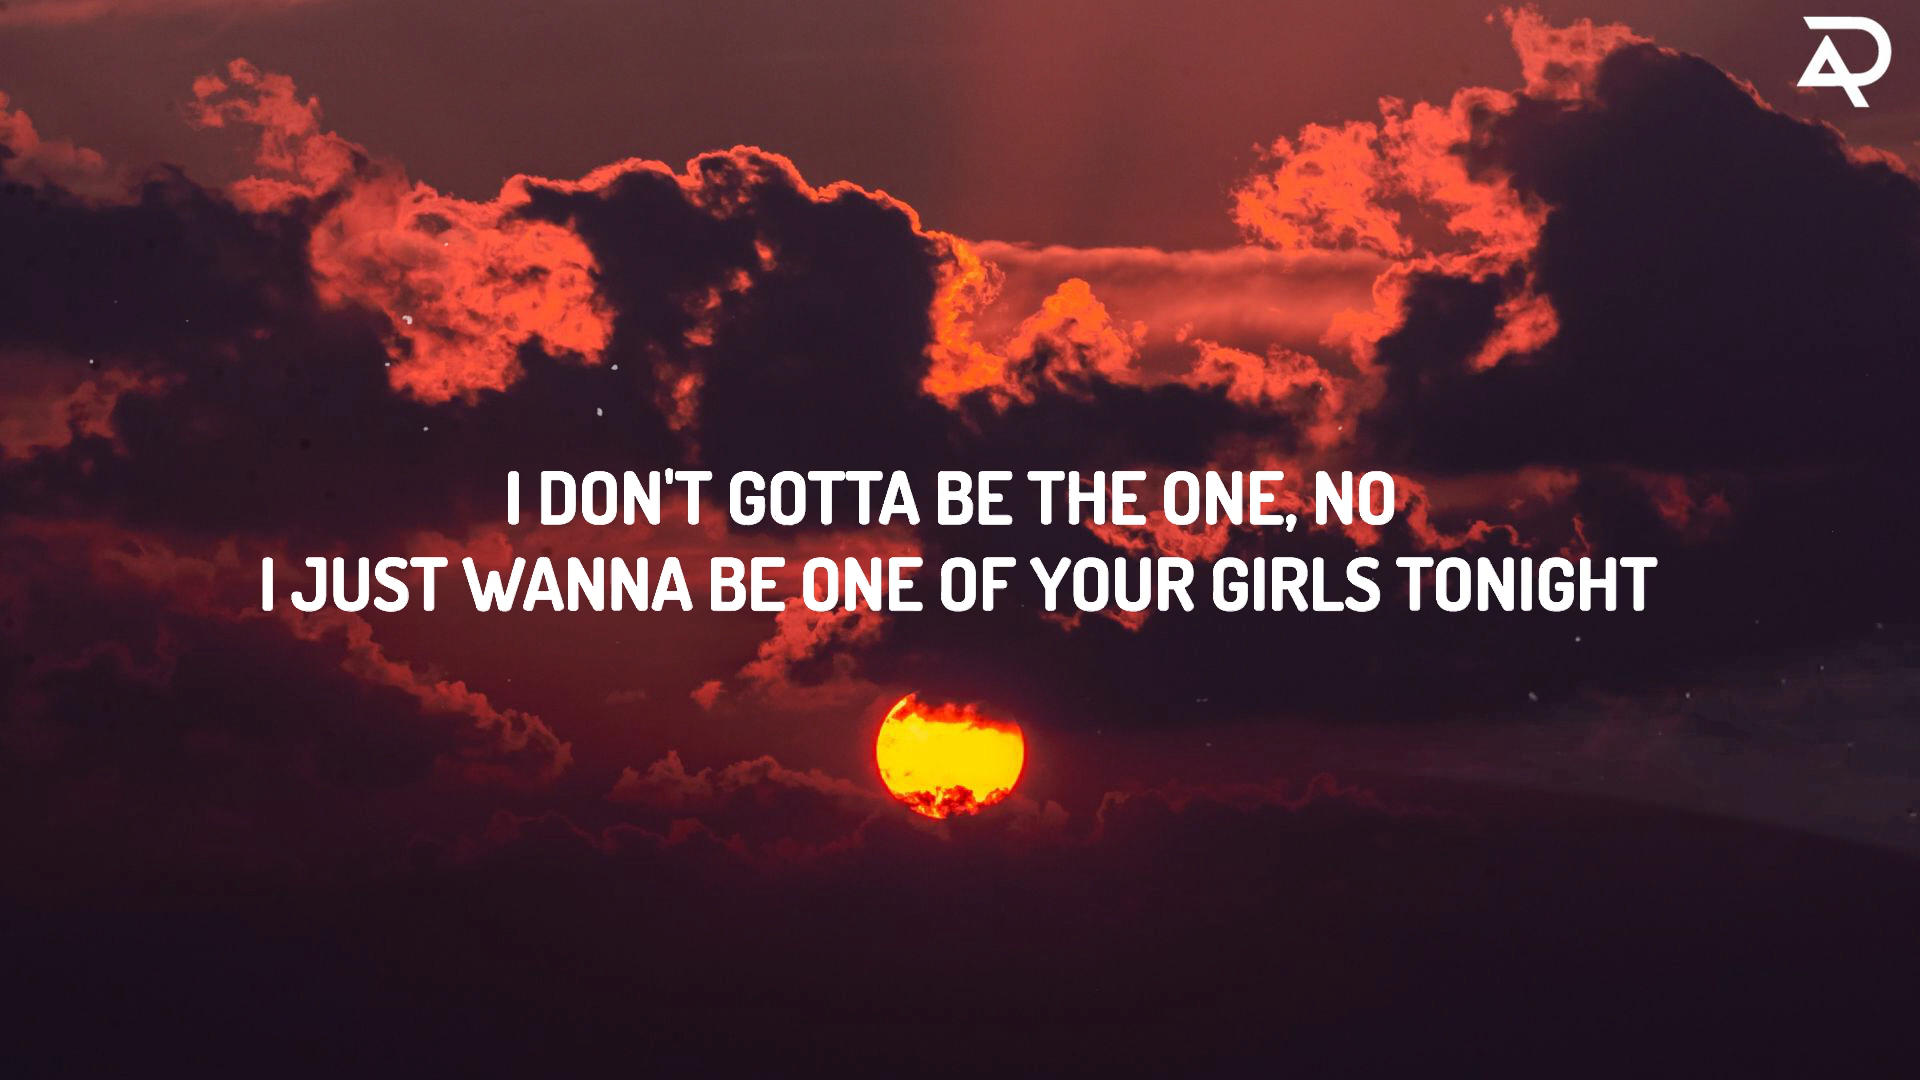 I DON'T GOTTA BE THE ONE, NO
I JUST WANNA BE ONE OF YOUR GIRLS TONIGHT